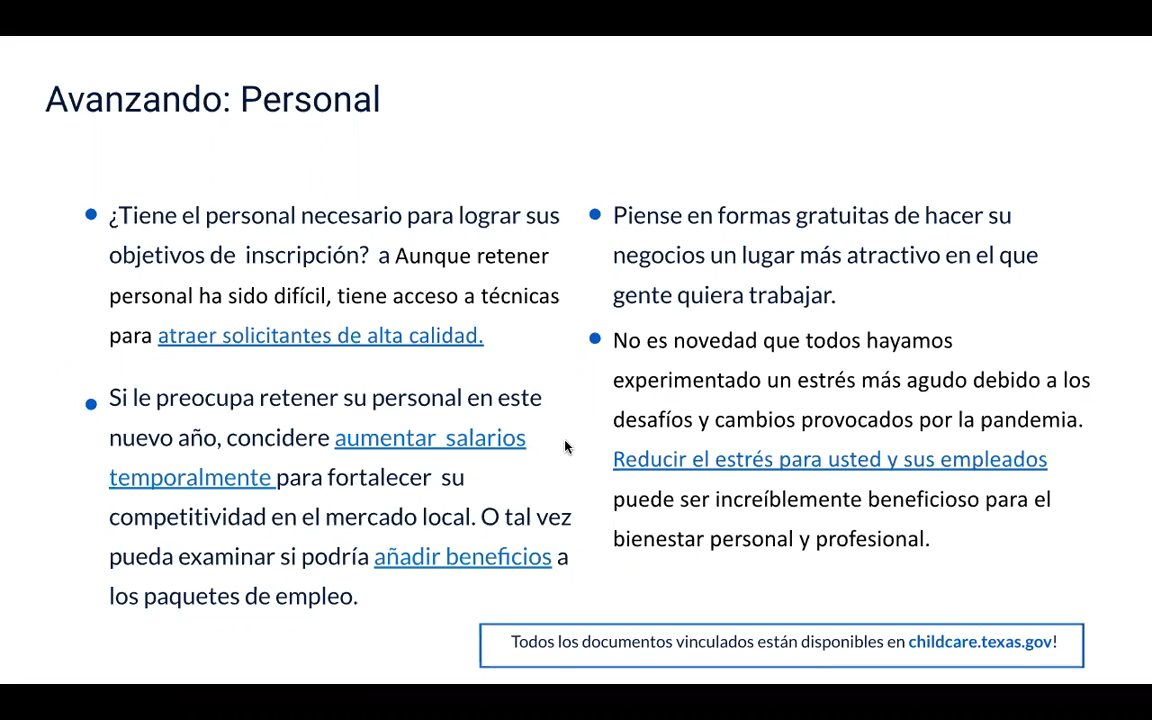 Avanzando: Personal
¿Tiene el personal necesario para lograr sus
objetivos de inscripción? a Aunque retener
personal ha sido difícil, tiene acceso a técnicas
para atraer solicitantes de alta calidad.
Si le preocupa retener su personal en este
nuevo año, concidere aumentar salarios
temporalmente para fortalecer su
competitividad en el mercado local. O tal vez
pueda examinar si podría añadir beneficios a
los paquetes de empleo.
Piense en formas gratuitas de hacer su
negocios un lugar más atractivo en el que
gente quiera trabajar.
No es novedad que todos hayamos
experimentado un estrés más agudo debido a los
desafíos y cambios provocados por la pandemia.
Reducir el estrés para usted y sus empleados
puede ser increíblemente beneficioso para el
bienestar personal y profesional.
Todos los documentos vinculados están disponibles en childcare.texas.gov!